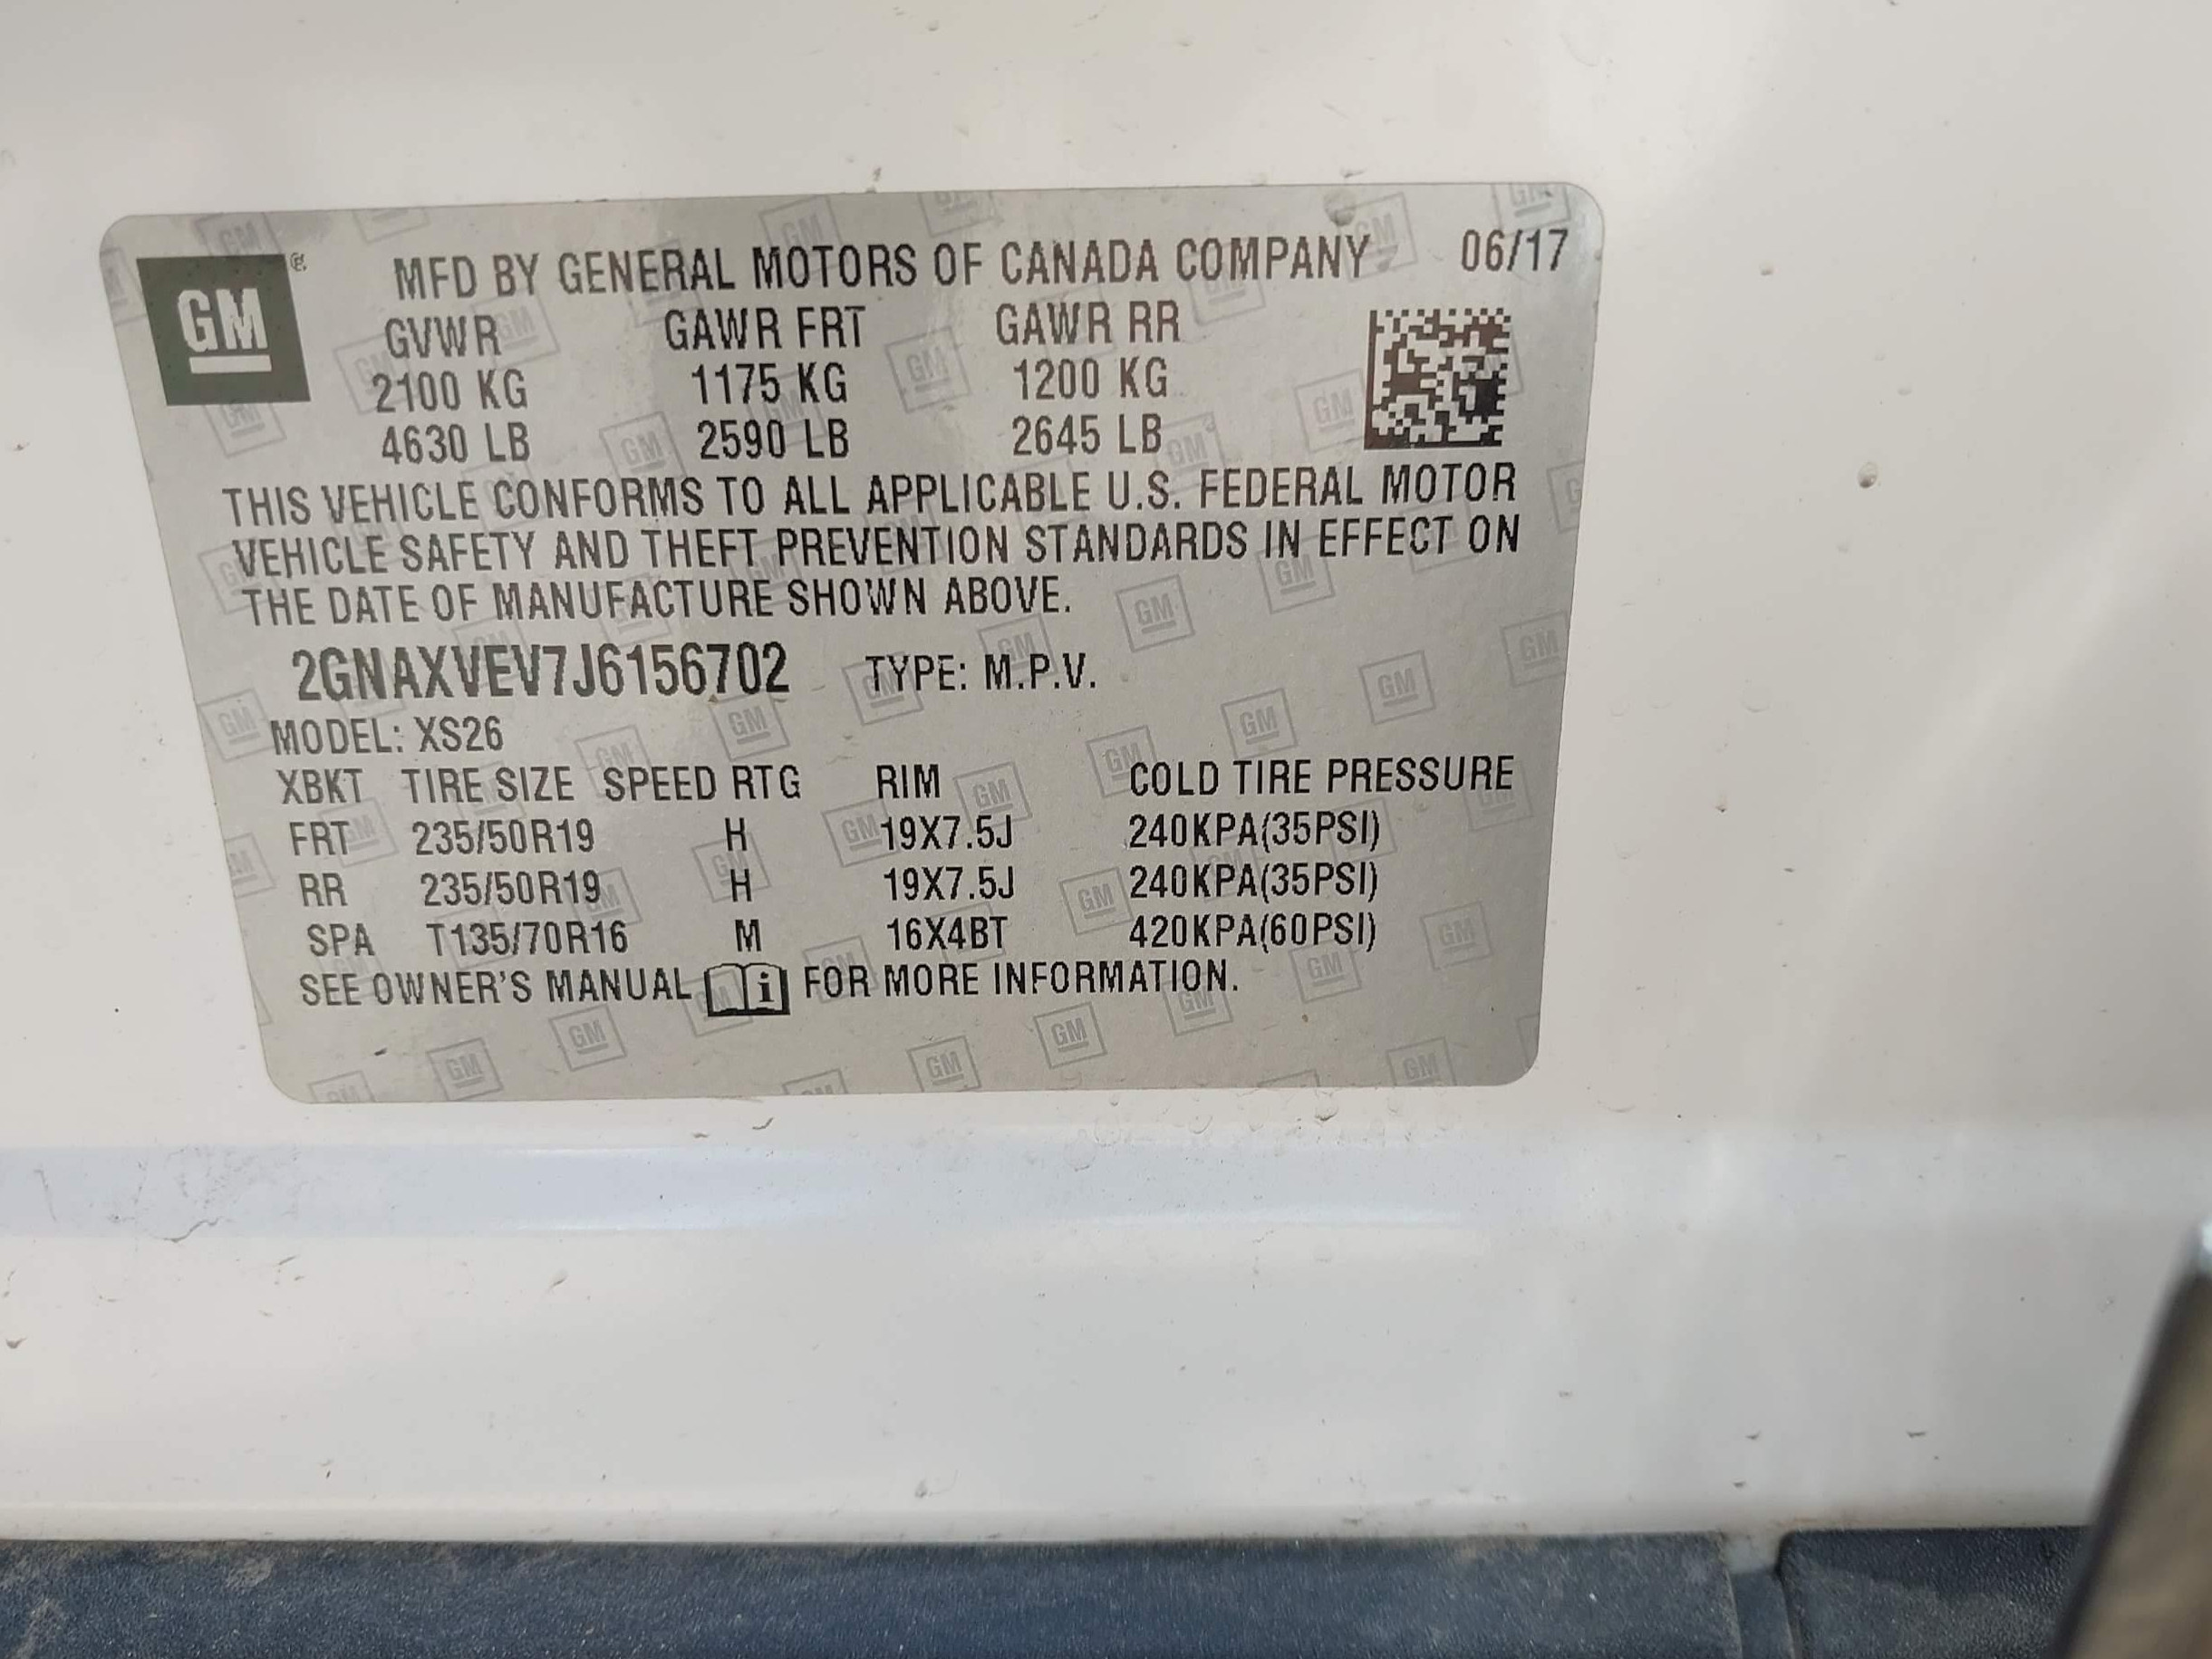 GM
MFD BY GENERAL MOTORS OF CANADA COMPANY 06/17
GVWR GAWR FRT GAWR RR
2100 KG 1175 KG 1200 KG
4630 LB 2590 LB 2645 LB
THIS VEHICLE CONFORMS TO ALL APPLICABLE U.S. FEDERAL MOTOR
VEHICLE SAFETY AND THEFT PREVENTION STANDARDS IN EFFECT ON
THE DATE OF MANUFACTURE SHOWN ABOVE.
2GNAXVEV7J6156702 TYPE: M.P.V.
MODEL: XS26
XBKT TIRE SIZE SPEED RTG RIM COLD TIRE PRESSURE
FRT 235/50R19 H 19X7.5J 240KPA(35PSI)
RR 235/50R19 H 19X7.5J 240KPA(35PSI)
SPA T135/70R16 M 16X4BT 420KPA(60PSI)
SEE OWNER'S MANUAL i FOR MORE INFORMATION.